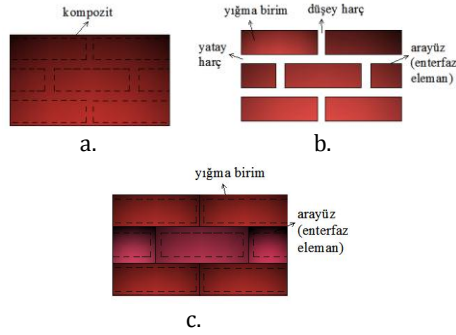 kompozit
a.
yığma birim
düşey harç
yatay
harç
arayüz
(enterfaz
eleman)
b.
yığma birim
arayüz
(enterfaz
eleman)
c.